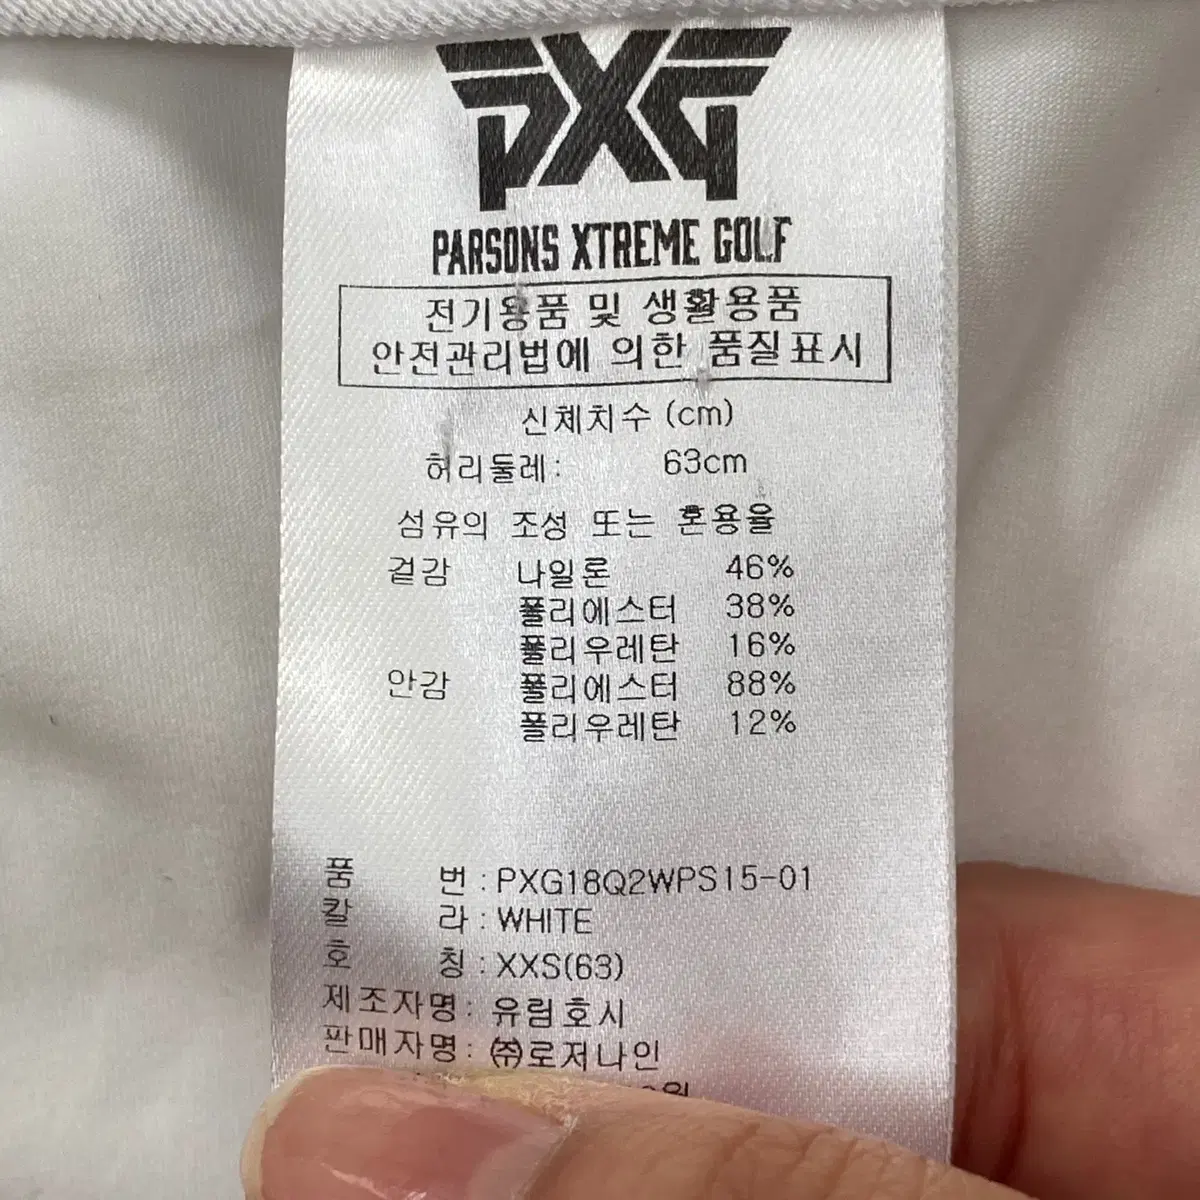 PXG
PARSONS XTREME GOLF
전기용품 및 생활용품
안전관리법에 의한 품질표시
신체치수 (cm)
허리둘레: 63cm
섬유의 조성 또는 혼용율
겉감 나일론 46%
폴리에스터 38%
폴리우레탄 16%
안감 폴리에스터 88%
폴리우레탄 12%
품 번 : PXG18Q2WPS15-01
칼 라 : WHITE
호 칭 : XXS(63)
제조자명 : 유림호시
판매자명 : ㈜로저나인